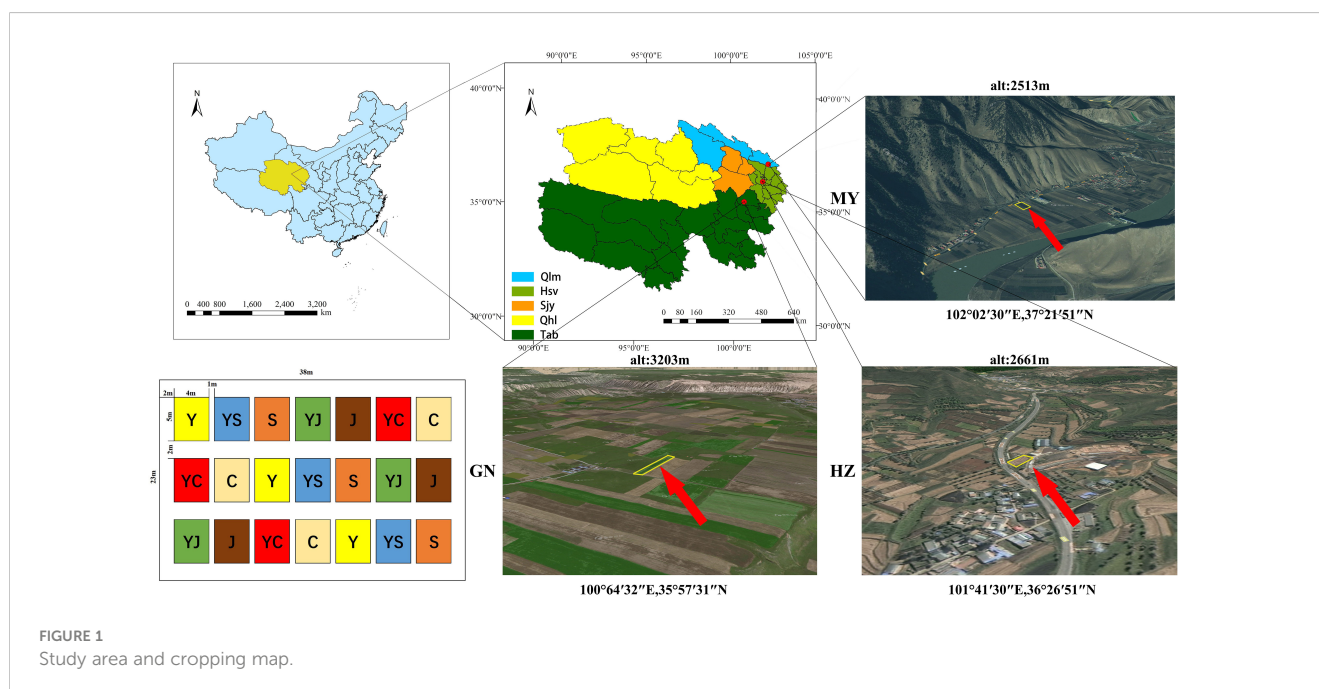 N
0 400 800 1,600 2,400 3,200
km
90°0′0″E 95°0′0″E 100°0′0″E 105°0′0″E
40°0′0″N
35°0′0″N
30°0′0″N
N
40°0′0″N
35°0′0″N
30°0′0″N
Qlm
Hsv
Sjy
Qhl
Tab
0 80 160 320 480 640
km
90°0′0″E 95°0′0″E 100°0′0″E
alt:2513m
MY
102°02′30″E,37°21′51″N
38m
2m 4m 1m
5m
2m
23m
Y YS S YJ J YC C
YC C Y YS S YJ J
YJ J YC C Y YS S
alt:3203m
GN
100°64′32″E,35°57′31″N
alt:2661m
HZ
101°41′30″E,36°26′51″N
FIGURE 1
Study area and cropping map.